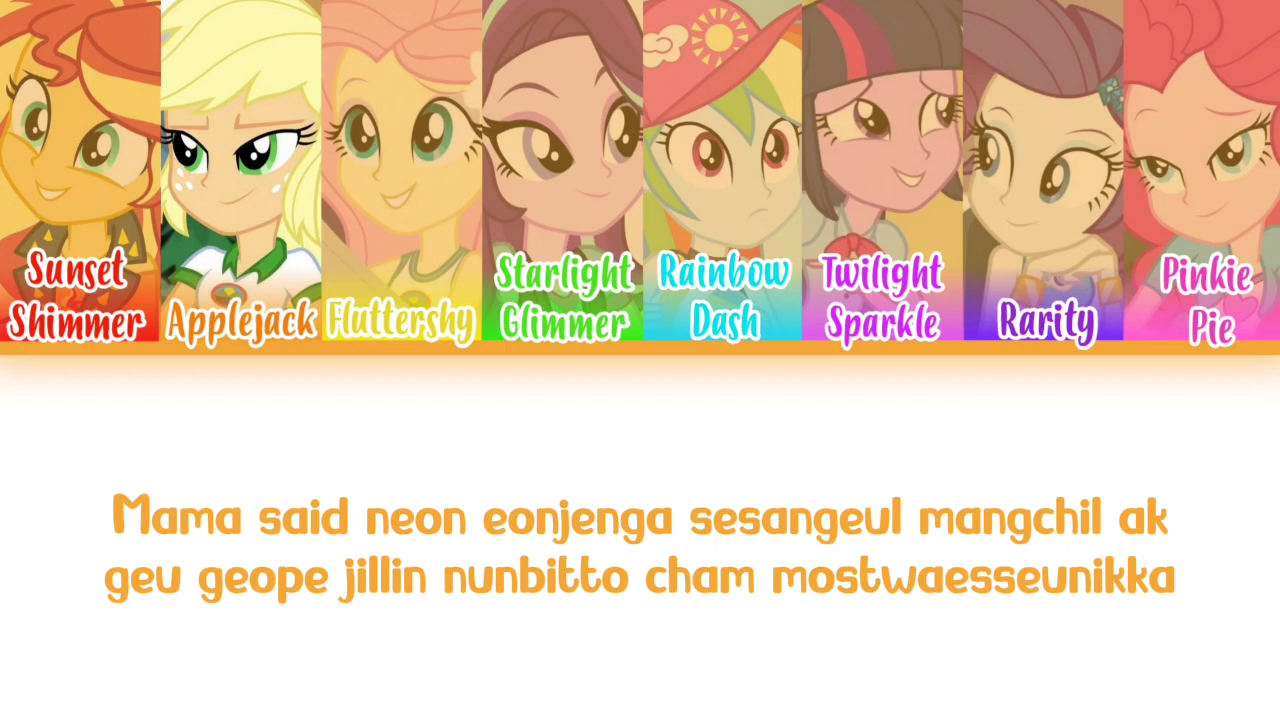 Sunset
Shimmer
Applejack
Fluttershy
Starlight
Glimmer
Rainbow
Dash
Twilight
Sparkle
Rarity
Pinkie
Pie
Mama said neon eonjenga sesangeul mangchil ak
geu geope jillin nunbitto cham mostwaesseunikka